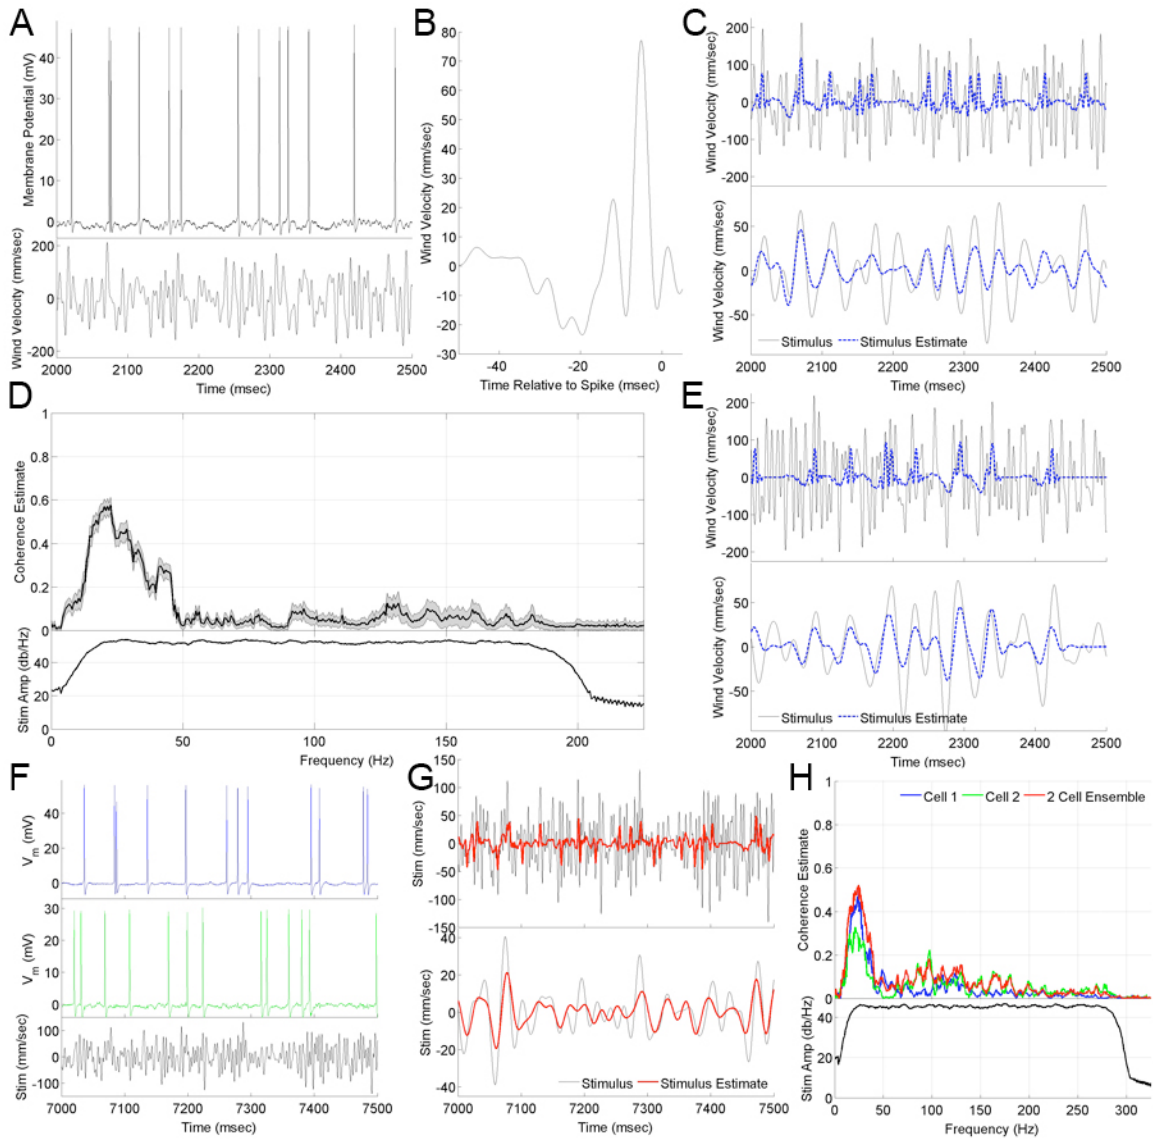 A
Membrane Potential (mV)
40
30
20
10
0
Wind Velocity (mm/sec)
200
0
-200
2000 2100 2200 2300 2400 2500
Time (msec)
B
Wind Velocity (mm/sec)
80
70
60
50
40
30
20
10
0
-10
-20
-30
-40 -20 0
Time Relative to Spike (msec)
C
Wind Velocity (mm/sec)
200
100
0
-100
-200
Wind Velocity (mm/sec)
50
0
-50
Stimulus Stimulus Estimate
2000 2100 2200 2300 2400 2500
Time (msec)
D
Coherence Estimate
1
0.8
0.6
0.4
0.2
0
Stim Amp (db/Hz)
40
20
0
0 50 100 150 200
Frequency (Hz)
E
Wind Velocity (mm/sec)
200
100
0
-100
-200
Wind Velocity (mm/sec)
50
0
-50
Stimulus Stimulus Estimate
2000 2100 2200 2300 2400 2500
Time (msec)
F
Vm (mV)
40
20
0
Vm (mV)
30
20
10
0
Stim (mm/sec)
100
0
-100
7000 7100 7200 7300 7400 7500
Time (msec)
G
Stim (mm/sec)
150
100
50
0
-50
-100
-150
Stim (mm/sec)
40
20
0
-20
-40
Stimulus Stimulus Estimate
7000 7100 7200 7300 7400 7500
Time (msec)
H
Cell 1 Cell 2 2 Cell Ensemble
Coherence Estimate
1
0.8
0.6
0.4
0.2
0
Stim Amp (db/Hz)
40
20
0
0 50 100 150 200 250 300
Frequency (Hz)